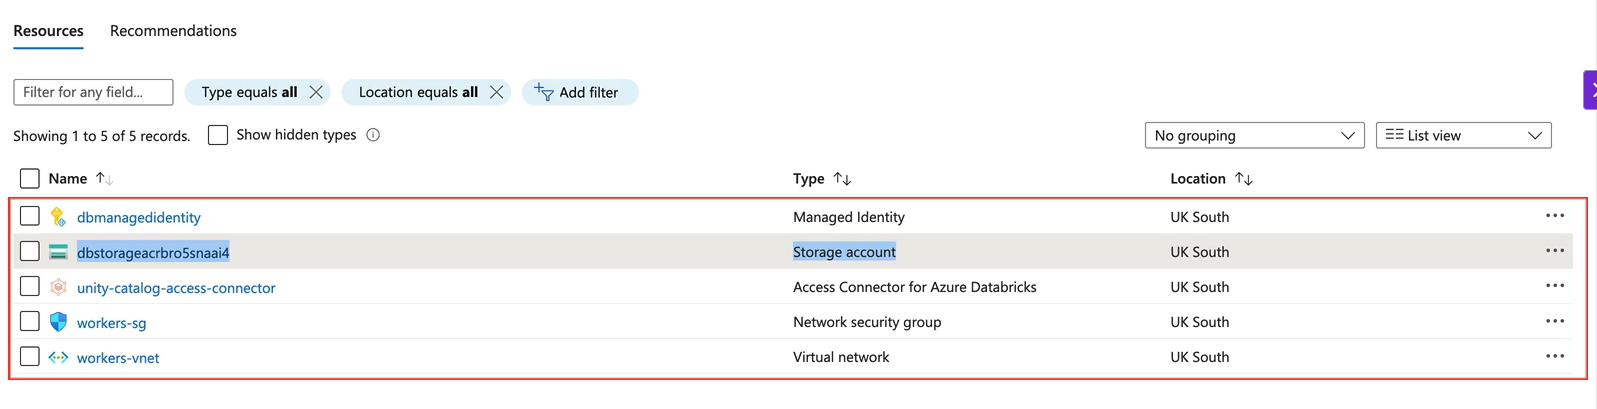 Resources Recommendations
Filter for any field... Type equals all Location equals all Add filter
Showing 1 to 5 of 5 records. Show hidden types No grouping List view
Name Type Location
dbmanagedidentity Managed Identity UK South
dbstorageacrbro5snaai4 Storage account UK South
unity-catalog-access-connector Access Connector for Azure Databricks UK South
workers-sg Network security group UK South
workers-vnet Virtual network UK South